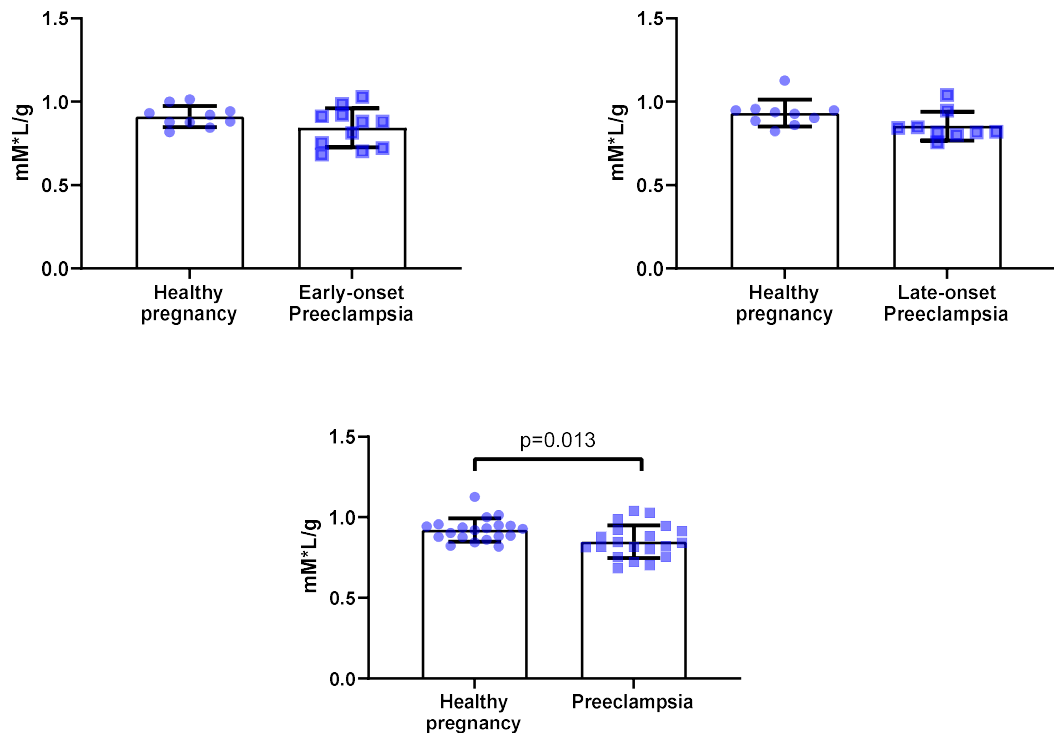 1.5
1.0
0.5
0.0
mM*L/g
Healthy
pregnancy
Early-onset
Preeclampsia
1.5
1.0
0.5
0.0
mM*L/g
Healthy
pregnancy
Late-onset
Preeclampsia
p=0.013
1.5
1.0
0.5
0.0
mM*L/g
Healthy
pregnancy
Preeclampsia